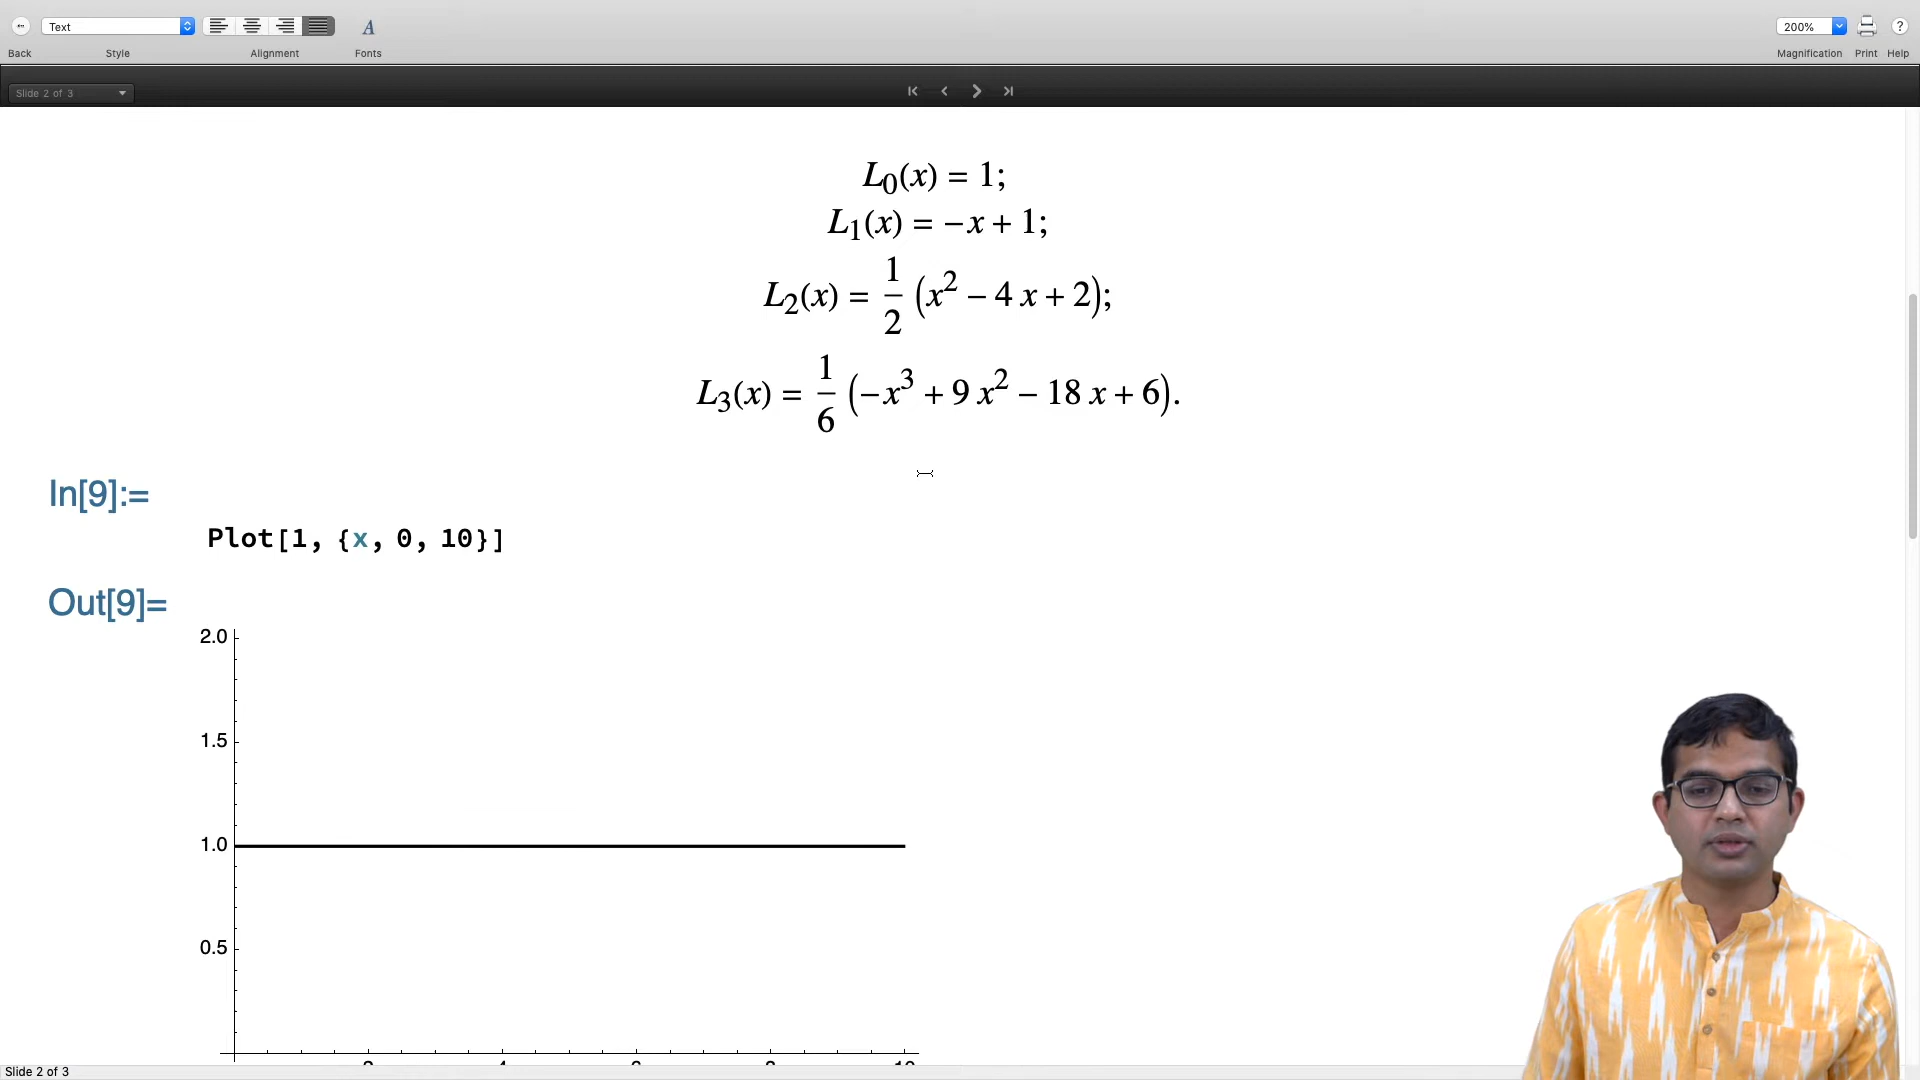 Text
200%
Back Style Alignment Fonts Magnification Print Help
Slide 2 of 3
L₀(x) = 1;
L₁(x) = −x + 1;
L₂(x) = 1/2 (x² − 4 x + 2);
L₃(x) = 1/6 (−x³ + 9 x² − 18 x + 6).
In[9]:=
Plot[1, {x, 0, 10}]
Out[9]=
2.0
1.5
1.0
0.5
Slide 2 of 3